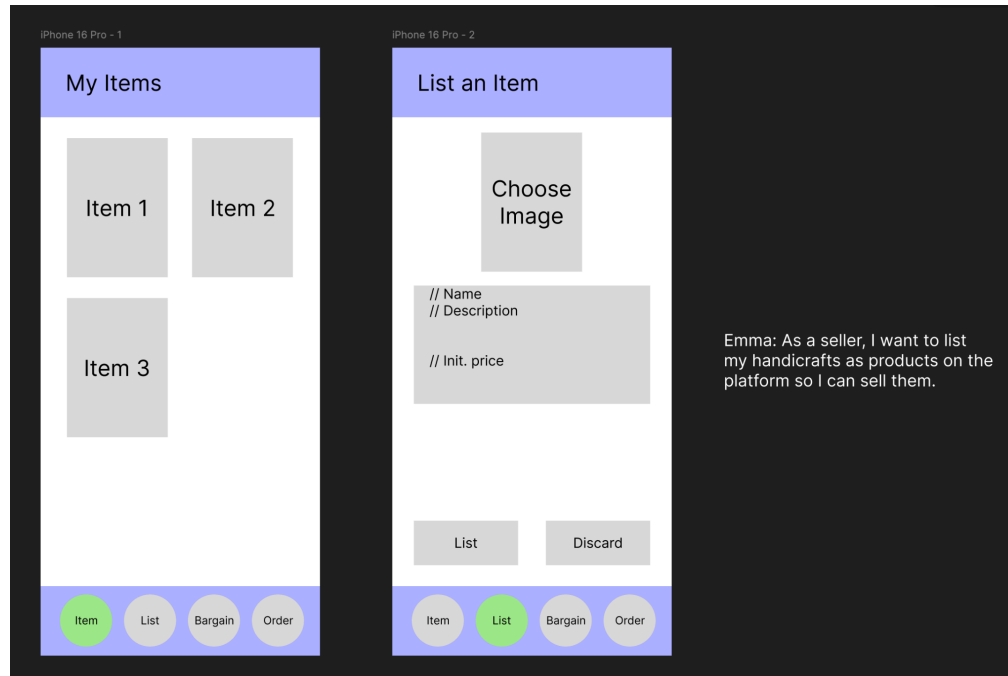 iPhone 16 Pro - 1
My Items
Item 1
Item 2
Item 3
Item
List
Bargain
Order
iPhone 16 Pro - 2
List an Item
Choose
Image
// Name
// Description
// Init. price
List
Discard
Item
List
Bargain
Order
Emma: As a seller, I want to list
my handicrafts as products on the
platform so I can sell them.